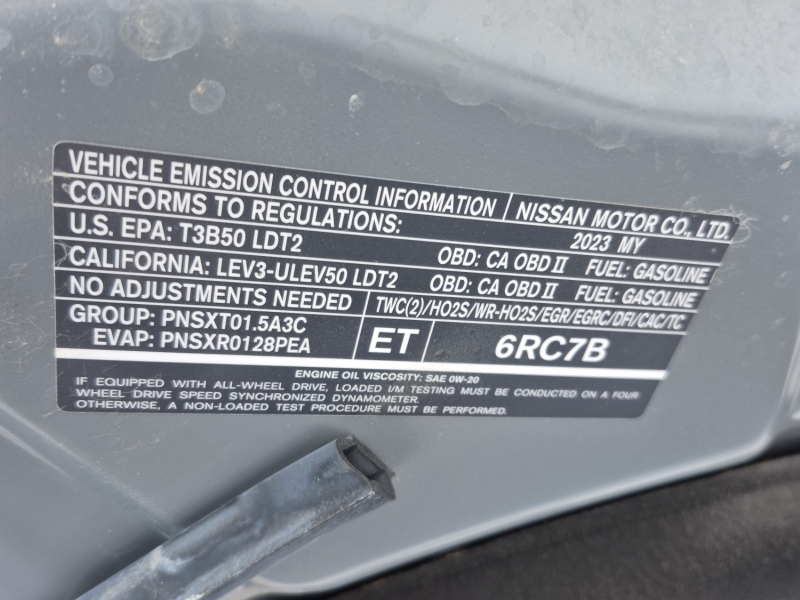 VEHICLE EMISSION CONTROL INFORMATION NISSAN MOTOR CO., LTD.
CONFORMS TO REGULATIONS: 2023 MY
U.S. EPA: T3B50 LDT2 OBD: CA OBD II FUEL: GASOLINE
CALIFORNIA: LEV3-ULEV50 LDT2 OBD: CA OBD II FUEL: GASOLINE
NO ADJUSTMENTS NEEDED TWC(2)/HO2S/WR-HO2S/EGR/EGRC/DFI/CAC/TC
GROUP: PNSXT01.5A3C
EVAP: PNSXR0128PEA ET 6RC7B
ENGINE OIL VISCOSITY: SAE 0W-20
IF EQUIPPED WITH ALL-WHEEL DRIVE, LOADED I/M TESTING MUST BE CONDUCTED ON A FOUR
WHEEL DRIVE SPEED SYNCHRONIZED DYNAMOMETER.
OTHERWISE, A NON-LOADED TEST PROCEDURE MUST BE PERFORMED.